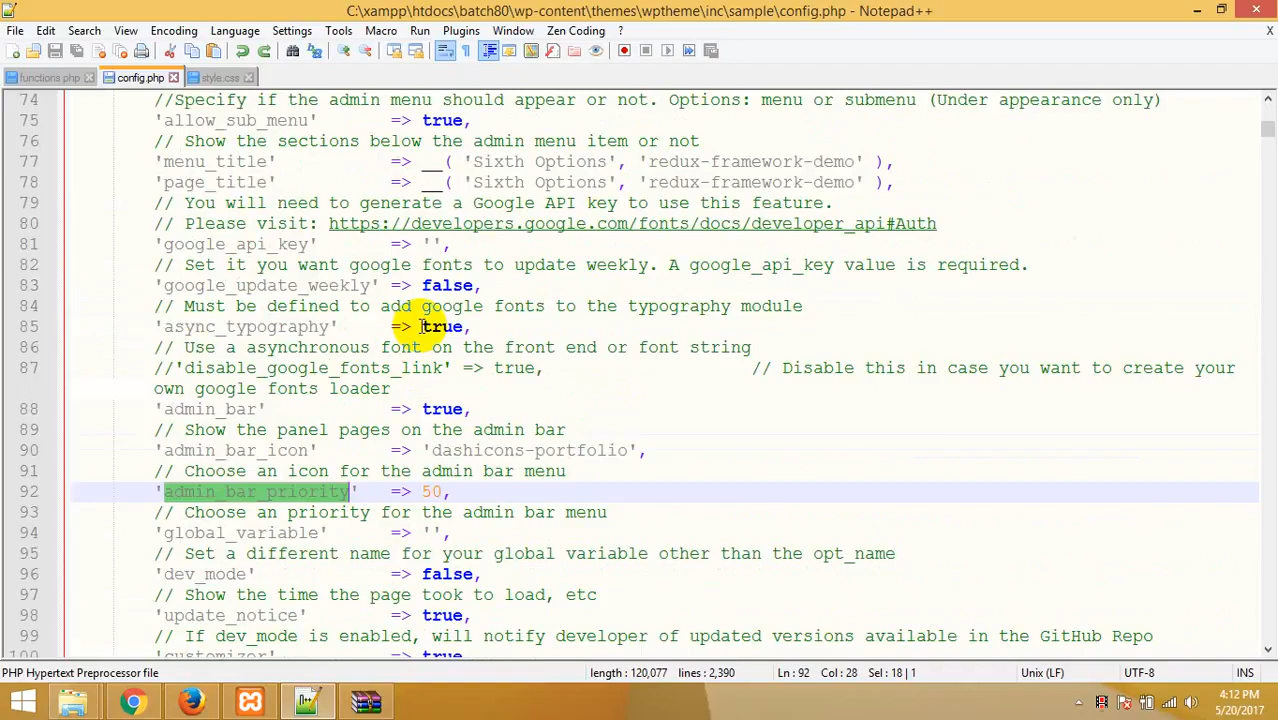 C:\xampp\htdocs\batch80\wp-content\themes\wptheme\inc\sample\config.php - Notepad++
File Edit Search View Encoding Language Settings Tools Macro Run Plugins Window Zen Coding ? X
functions.php config.php style.css
74 //Specify if the admin menu should appear or not. Options: menu or submenu (Under appearance only)
75 'allow_sub_menu' => true,
76 // Show the sections below the admin menu item or not
77 'menu_title' => __( 'Sixth Options', 'redux-framework-demo' ),
78 'page_title' => __( 'Sixth Options', 'redux-framework-demo' ),
79 // You will need to generate a Google API key to use this feature.
80 // Please visit: https://developers.google.com/fonts/docs/developer_api#Auth
81 'google_api_key' => '',
82 // Set it you want google fonts to update weekly. A google_api_key value is required.
83 'google_update_weekly' => false,
84 // Must be defined to add google fonts to the typography module
85 'async_typography' => true,
86 // Use a asynchronous font on the front end or font string
87 //'disable_google_fonts_link' => true, // Disable this in case you want to create your
own google fonts loader
88 'admin_bar' => true,
89 // Show the panel pages on the admin bar
90 'admin_bar_icon' => 'dashicons-portfolio',
91 // Choose an icon for the admin bar menu
92 'admin_bar_priority' => 50,
93 // Choose an priority for the admin bar menu
94 'global_variable' => '',
95 // Set a different name for your global variable other than the opt_name
96 'dev_mode' => false,
97 // Show the time the page took to load, etc
98 'update_notice' => true,
99 // If dev_mode is enabled, will notify developer of updated versions available in the GitHub Repo
100 'customizer' => true,
PHP Hypertext Preprocessor file length : 120,077 lines : 2,390 Ln : 92 Col : 28 Sel : 18 | 1 Unix (LF) UTF-8 INS
4:12 PM
5/20/2017